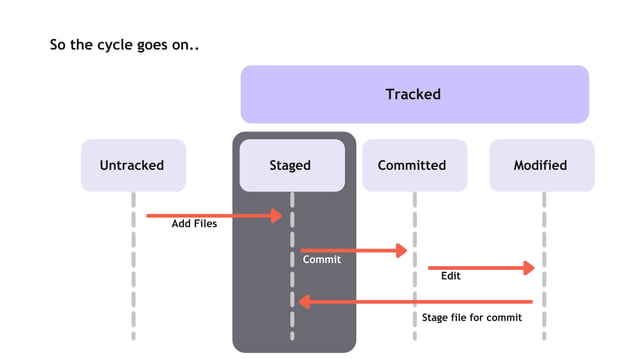 So the cycle goes on..
Tracked
Untracked
Staged
Committed
Modified
Add Files
Commit
Edit
Stage file for commit